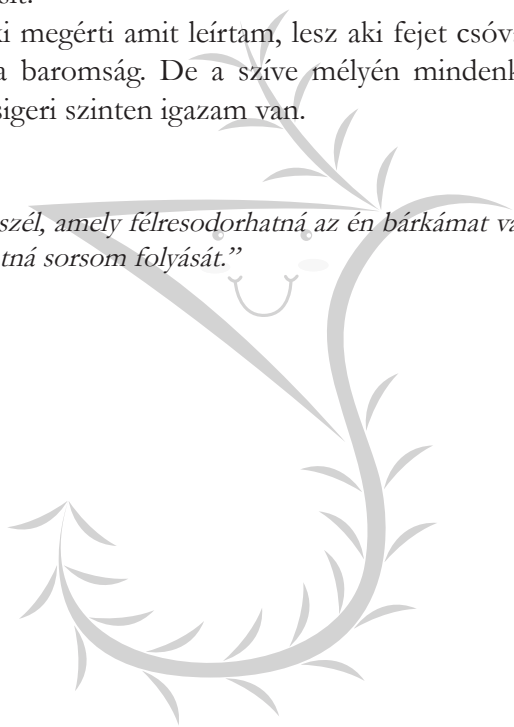 ki megérti amit leírtam, lesz aki fejet csóv
a baromság. De a szíve mélyén mindenk
sigeri szinten igazam van.
szél, amely félresodorhatná az én bárkámat va
tná sorsom folyását.”